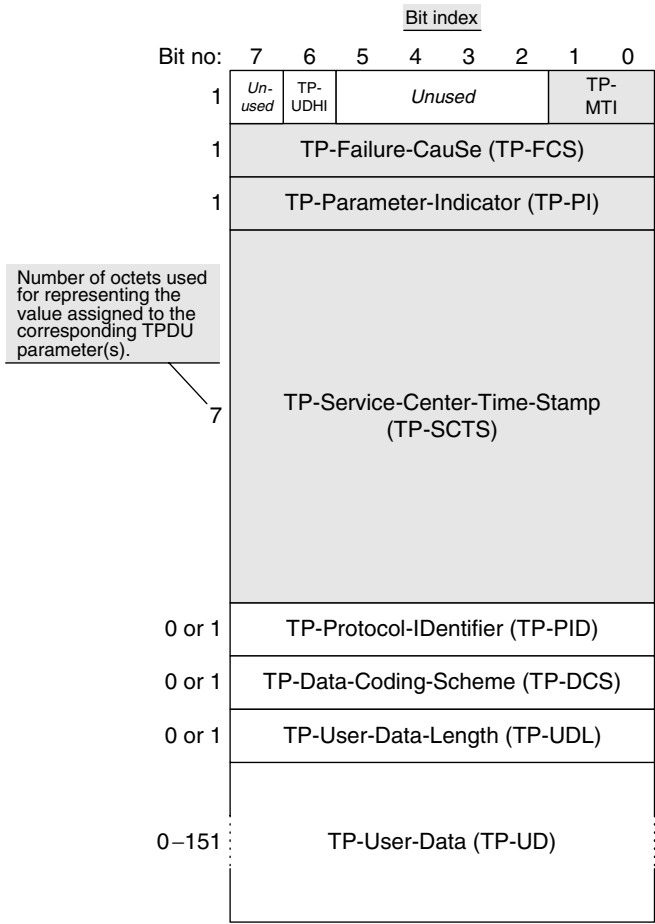 Bit index
Bit no: 7 6 5 4 3 2 1 0
1
Un-
used
TP-
UDHI
Unused
TP-
MTI
1 TP-Failure-CauSe (TP-FCS)
1 TP-Parameter-Indicator (TP-PI)
Number of octets used
for representing the
value assigned to the
corresponding TPDU
parameter(s).
7
TP-Service-Center-Time-Stamp
(TP-SCTS)
0 or 1 TP-Protocol-IDentifier (TP-PID)
0 or 1 TP-Data-Coding-Scheme (TP-DCS)
0 or 1 TP-User-Data-Length (TP-UDL)
0–151 TP-User-Data (TP-UD)